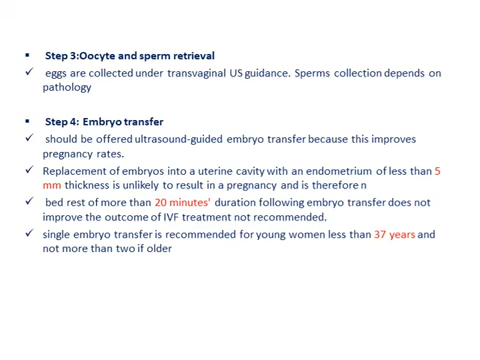 ▪ Step 3:Oocyte and sperm retrieval
✓ eggs are collected under transvaginal US guidance. Sperms collection depends on
pathology
▪ Step 4: Embryo transfer
✓ should be offered ultrasound-guided embryo transfer because this improves
pregnancy rates.
✓ Replacement of embryos into a uterine cavity with an endometrium of less than 5
mm thickness is unlikely to result in a pregnancy and is therefore n
✓ bed rest of more than 20 minutes' duration following embryo transfer does not
improve the outcome of IVF treatment not recommended.
✓ single embryo transfer is recommended for young women less than 37 years and
not more than two if older